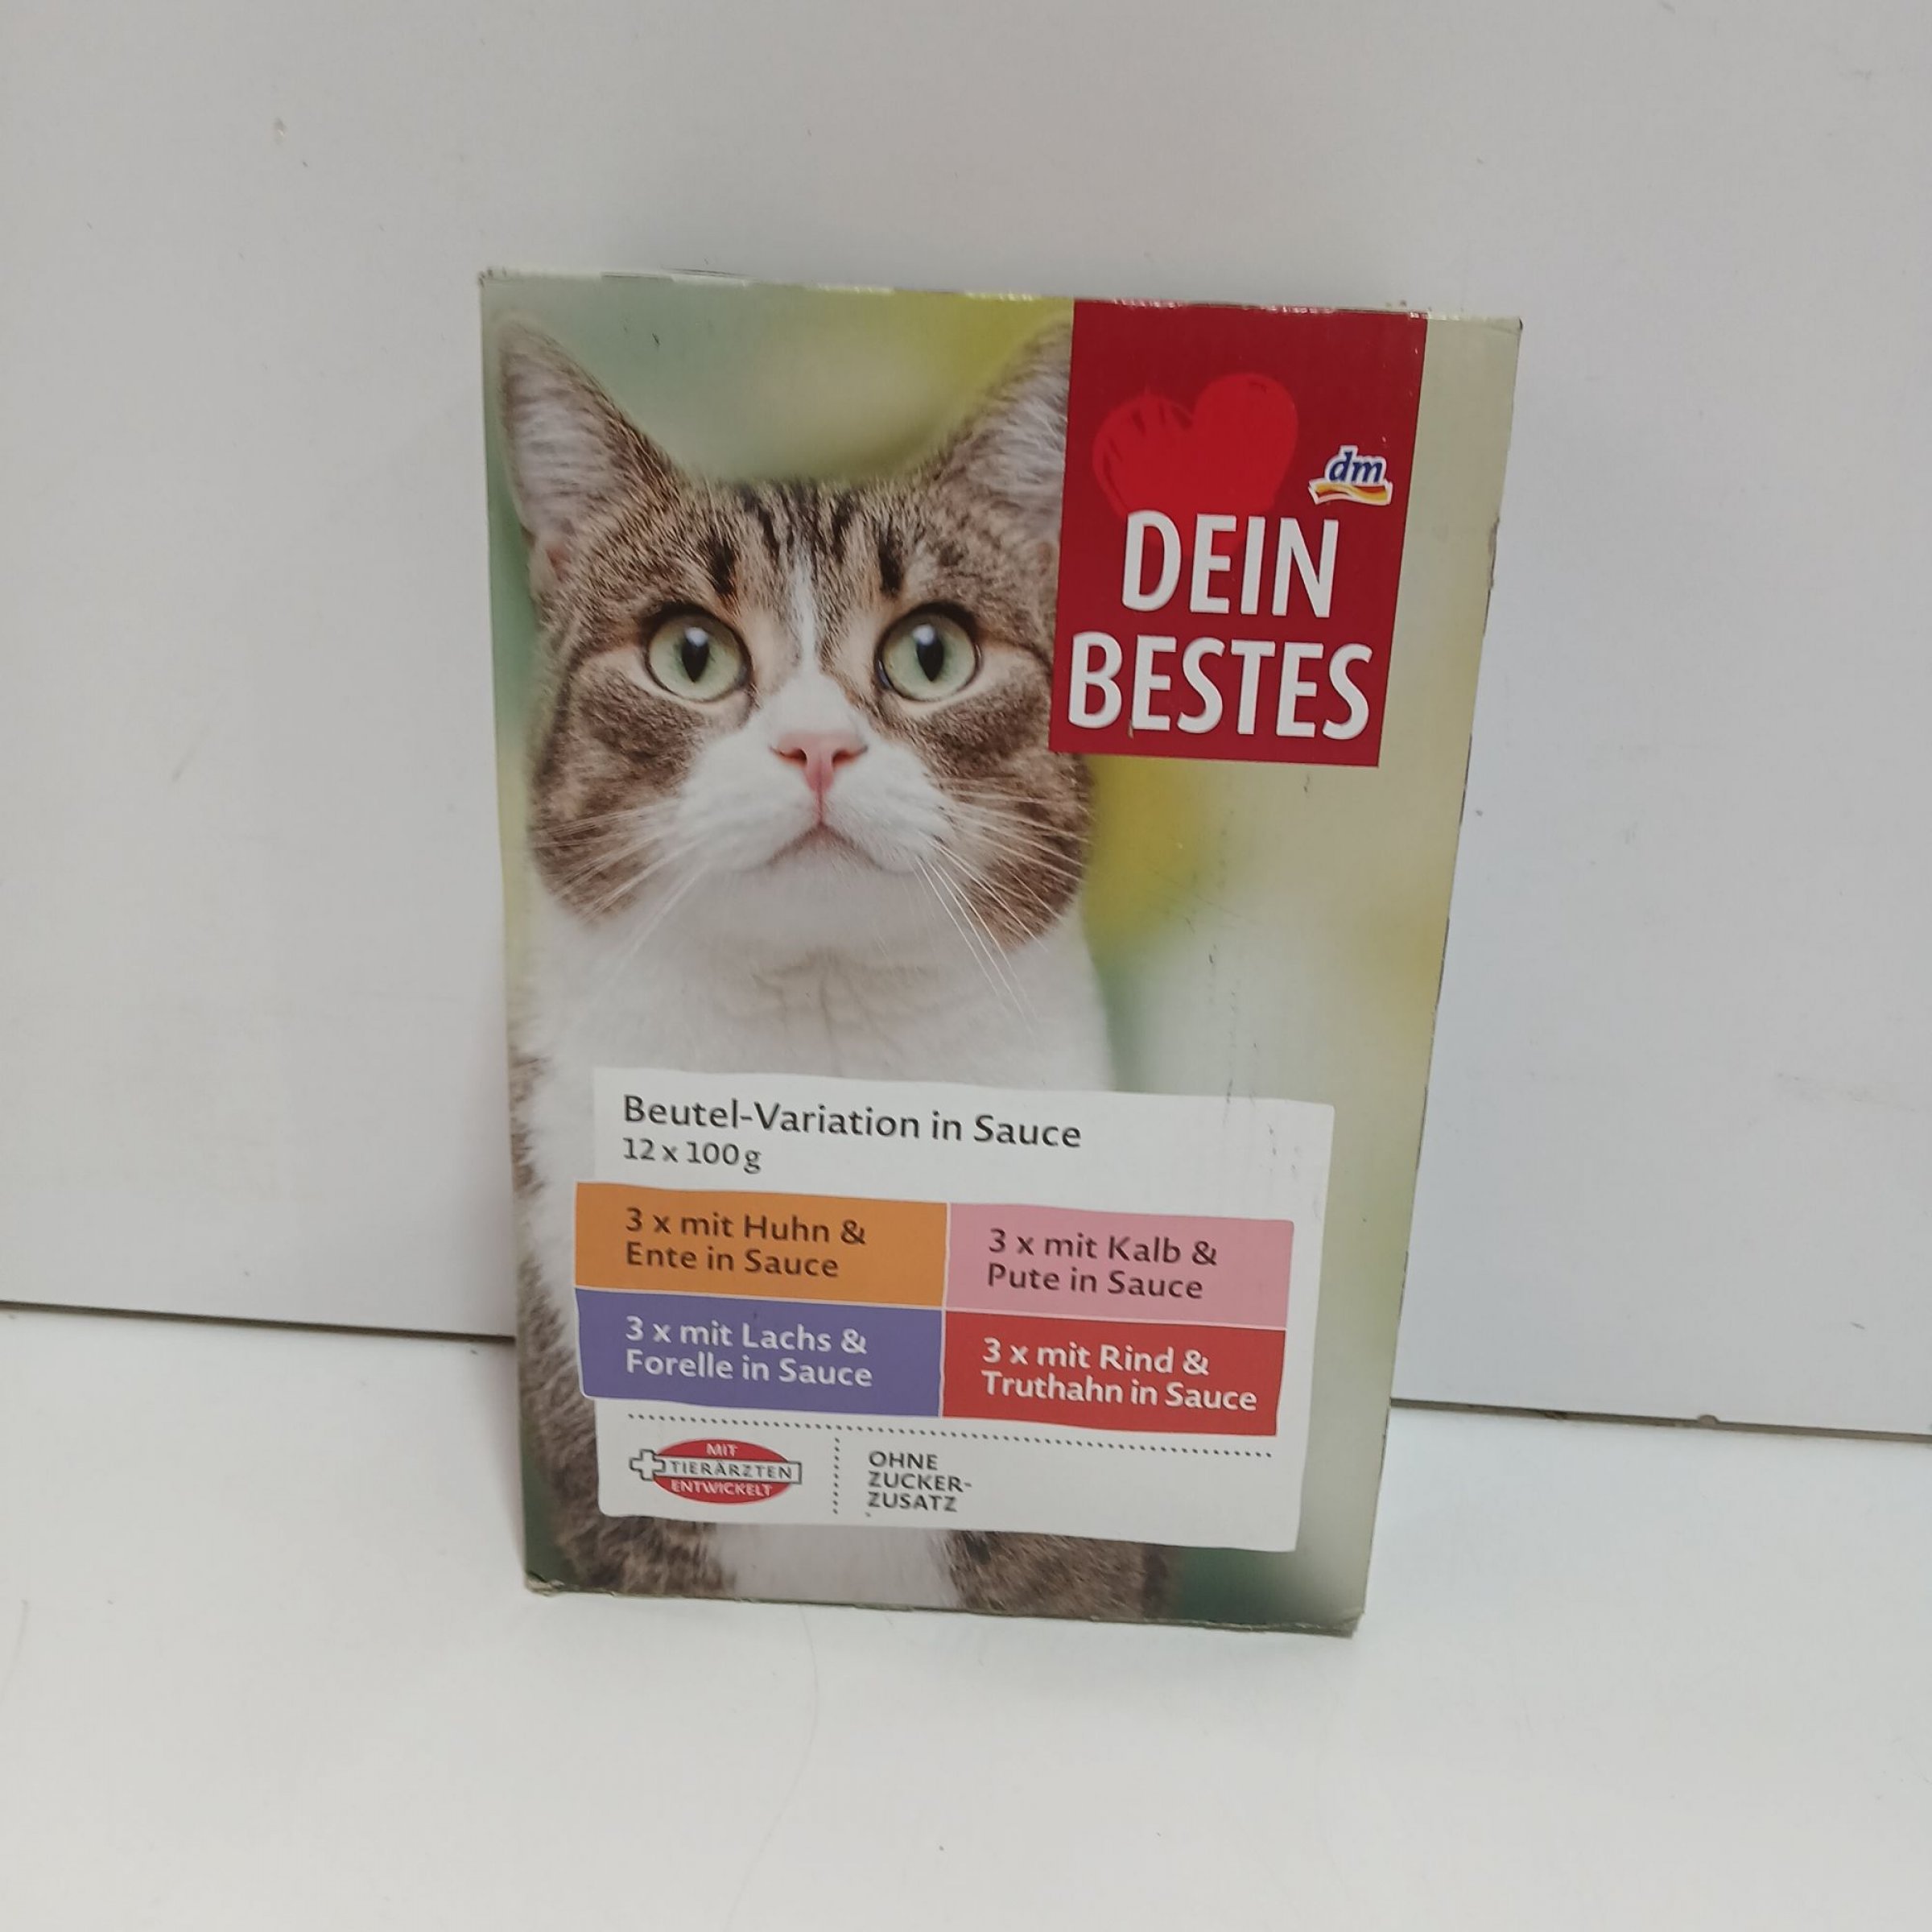 dm
DEIN
BESTES
Beutel-Variation in Sauce
12 x 100g
3 x mit Huhn &
Ente in Sauce
3 x mit Kalb &
Pute in Sauce
3 x mit Lachs &
Forelle in Sauce
3 x mit Rind &
Truthahn in Sauce
MIT
TIERÄRZTEN
ENTWICKELT
OHNE
ZUCKER-
ZUSATZ